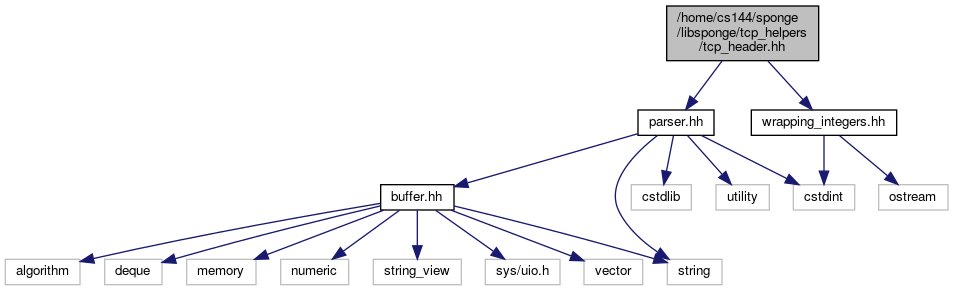 /home/cs144/sponge
/libsponge/tcp_helpers
/tcp_header.hh
parser.hh
wrapping_integers.hh
buffer.hh
cstdlib
utility
cstdint
ostream
algorithm
deque
memory
numeric
string_view
sys/uio.h
vector
string